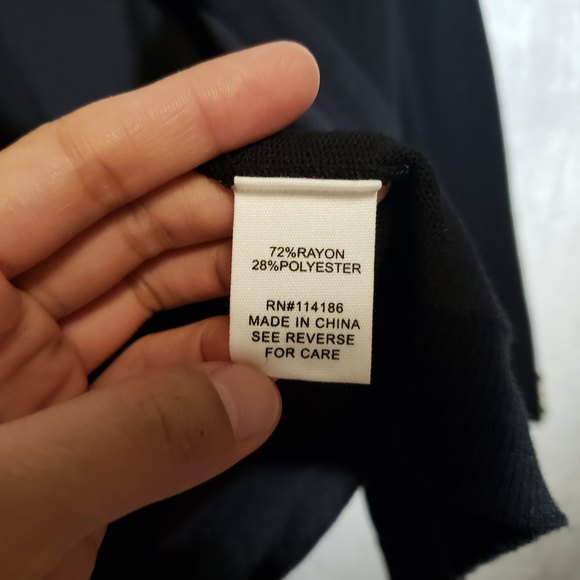 72%RAYON
28%POLYESTER
RN#114186
MADE IN CHINA
SEE REVERSE
FOR CARE